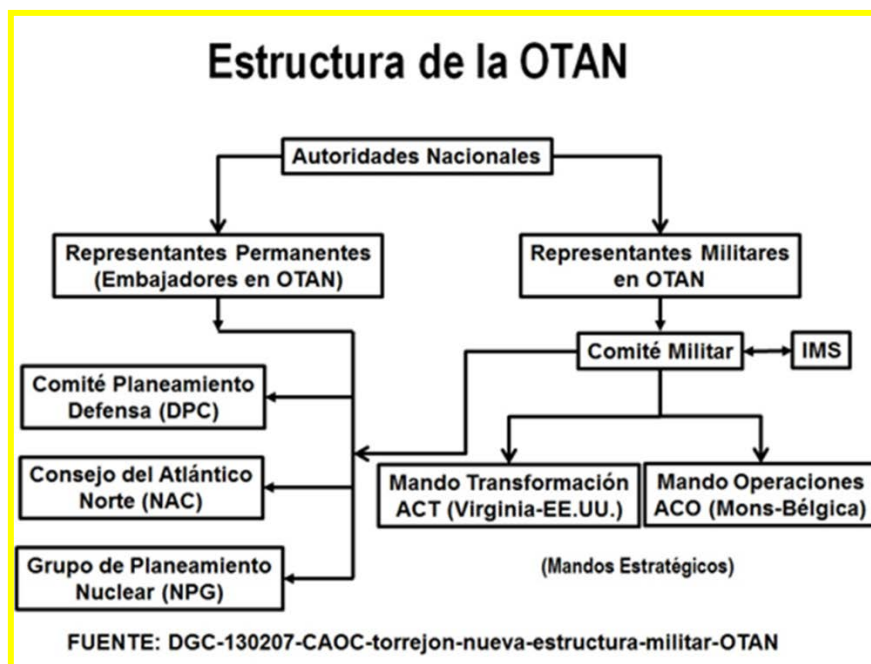 Estructura de la OTAN
Autoridades Nacionales
Representantes Permanentes
(Embajadores en OTAN)
Representantes Militares
en OTAN
Comité Militar
IMS
Comité Planeamiento
Defensa (DPC)
Consejo del Atlántico
Norte (NAC)
Grupo de Planeamiento
Nuclear (NPG)
Mando Transformación
ACT (Virginia-EE.UU.)
Mando Operaciones
ACO (Mons-Bélgica)
(Mandos Estratégicos)
FUENTE: DGC-130207-CAOC-torrejon-nueva-estructura-militar-OTAN